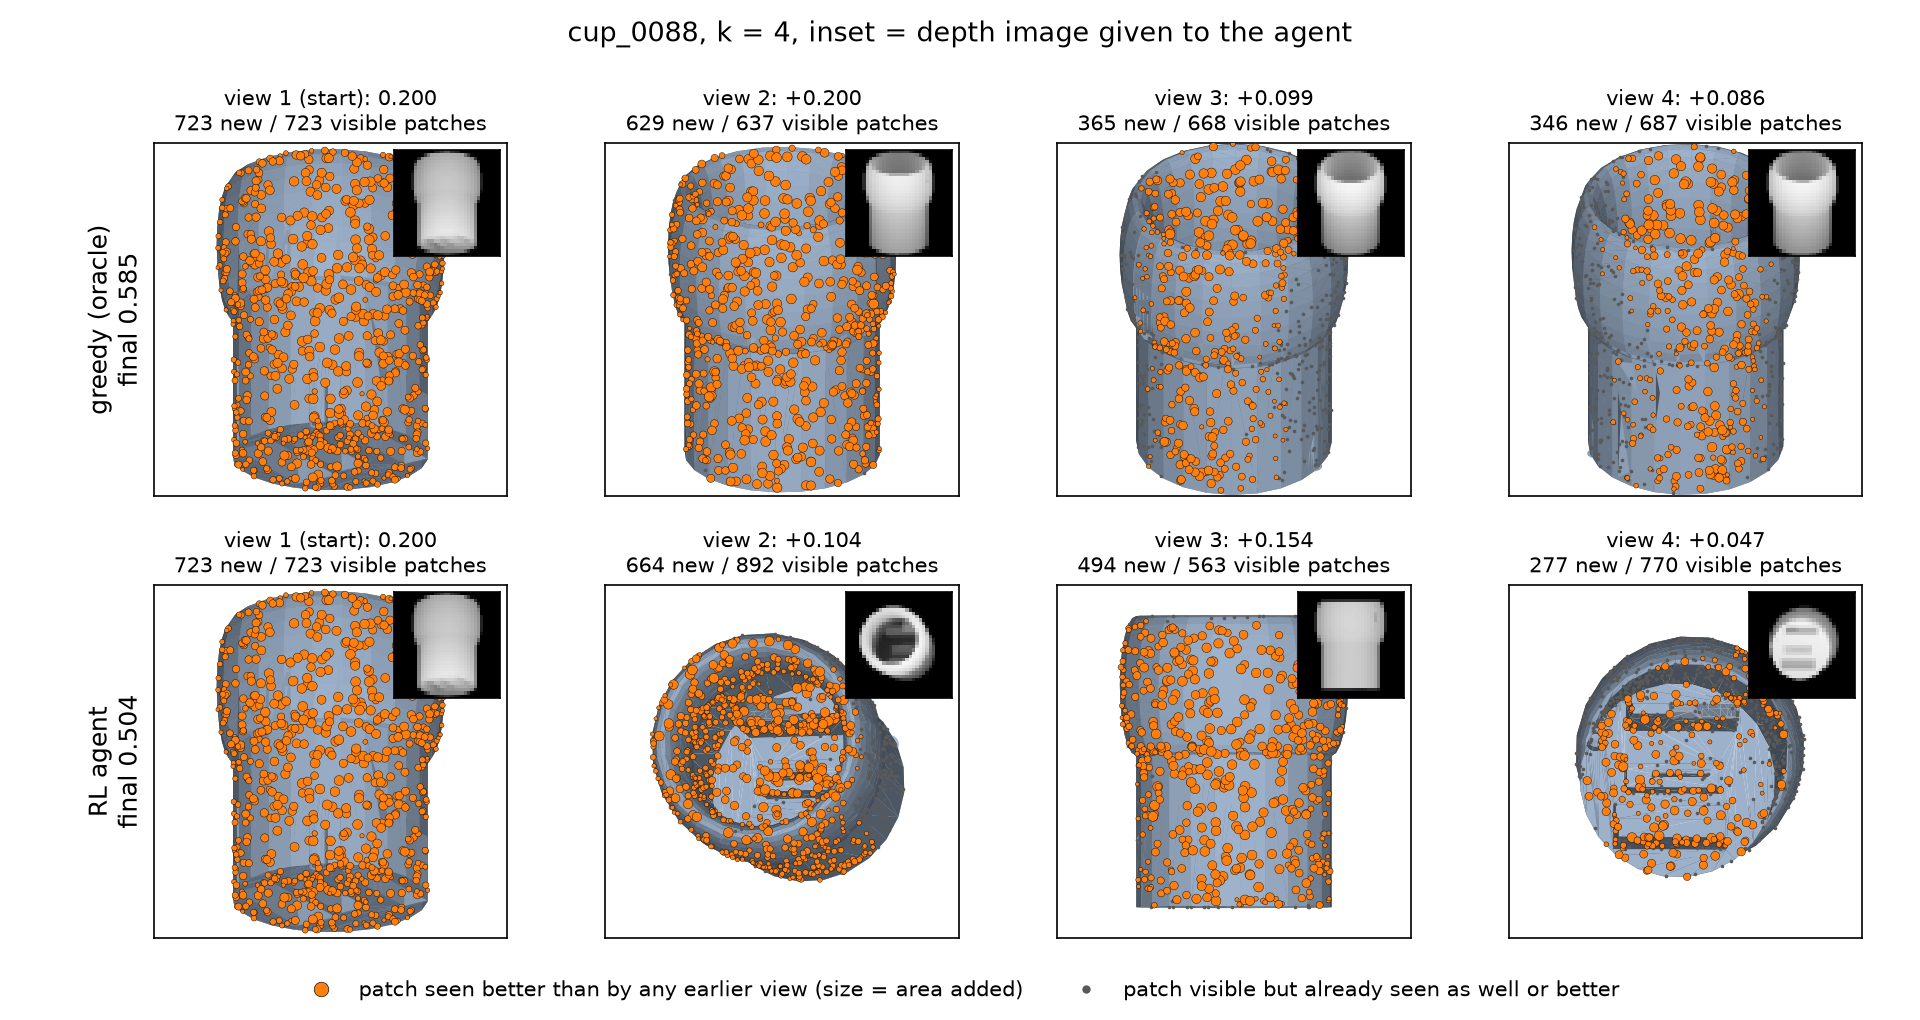 cup_0088, k = 4, inset = depth image given to the agent
view 1 (start): 0.200
723 new / 723 visible patches
view 2: +0.200
629 new / 637 visible patches
view 3: +0.099
365 new / 668 visible patches
view 4: +0.086
346 new / 687 visible patches
greedy (oracle)
final 0.585
view 1 (start): 0.200
723 new / 723 visible patches
view 2: +0.104
664 new / 892 visible patches
view 3: +0.154
494 new / 563 visible patches
view 4: +0.047
277 new / 770 visible patches
RL agent
final 0.504
patch seen better than by any earlier view (size = area added)
patch visible but already seen as well or better